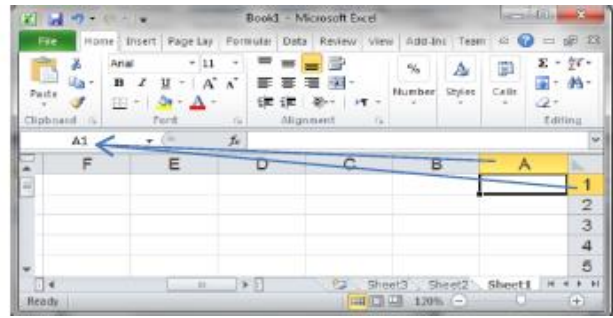 Book1 - Microsoft Excel
File Home Insert Page Lay Formular Data Review View Add-Ins Team
Arial 11
Paste B I U A A Number Styles Cells
Clipboard Font Alignment Editing
A1 fx
F E D C B A
1
2
3
4
5
Sheet3 Sheet2 Sheet1
Ready 120%